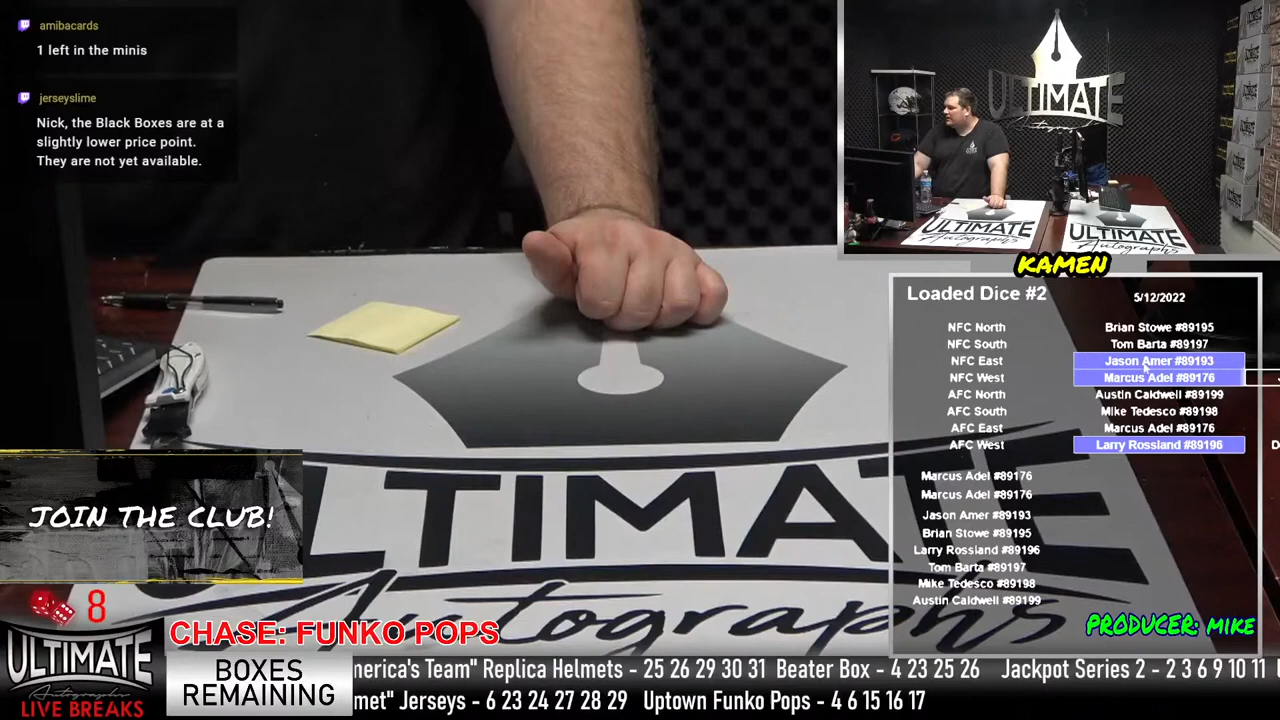 amibacards
1 left in the minis
jerseyslime
Nick, the Black Boxes are at a
slightly lower price point.
They are not yet available.
ULTIMATE
Autographs
ULTIMATE
Autographs
ULTIMATE
Autographs
KAMEN
Loaded Dice #2
5/12/2022
NFC North Brian Stowe #89195
NFC South Tom Barta #89197
NFC East Jason Amer #89193
NFC West Marcus Adel #89176
AFC North Austin Caldwell #89199
AFC South Mike Tedesco #89198
AFC East Marcus Adel #89176
AFC West Larry Rossland #89196
D
Marcus Adel #89176
Marcus Adel #89176
Jason Amer #89193
Brian Stowe #89195
Larry Rossland #89196
Tom Barta #89197
Mike Tedesco #89198
Austin Caldwell #89199
PRODUCER: MIKE
LTIMATE
Autographs
JOIN THE CLUB!
8
CHASE: FUNKO POPS
ULTIMATE
Autographs
LIVE BREAKS
BOXES
REMAINING
merica's Team" Replica Helmets - 25 26 29 30 31 Beater Box - 4 23 25 26 Jackpot Series 2 - 2 3 6 9 10 11
met" Jerseys - 6 23 24 27 28 29 Uptown Funko Pops - 4 6 15 16 17